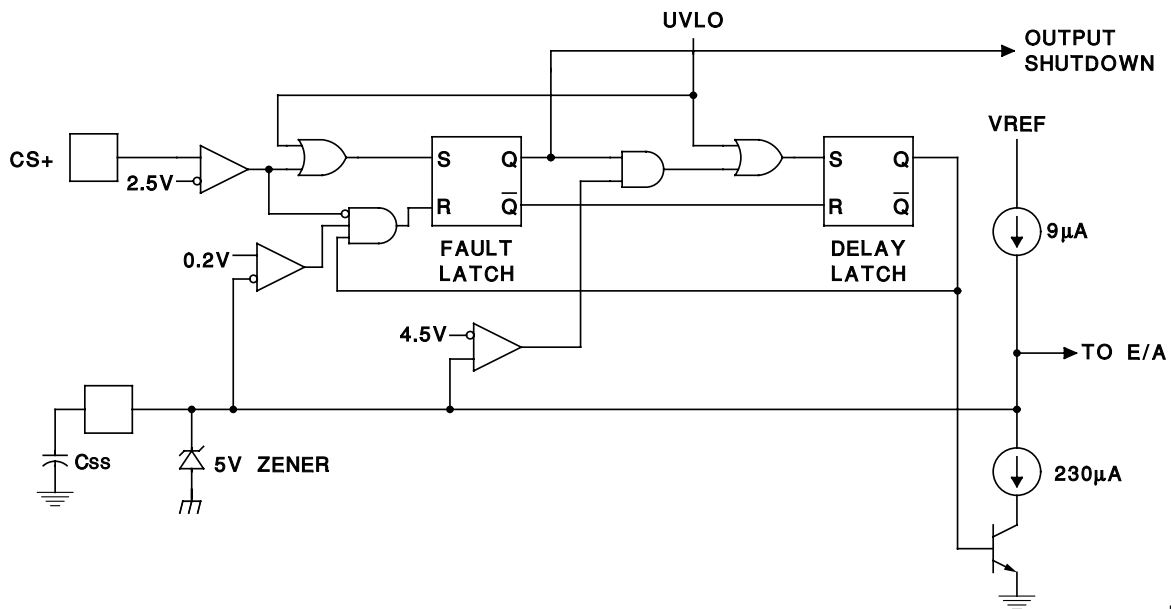 UVLO
OUTPUT
SHUTDOWN
CS+
2.5V
S
Q
R
Q̅
FAULT
LATCH
S
Q
R
Q̅
DELAY
LATCH
VREF
9µA
0.2V
4.5V
TO E/A
Css
5V ZENER
230µA